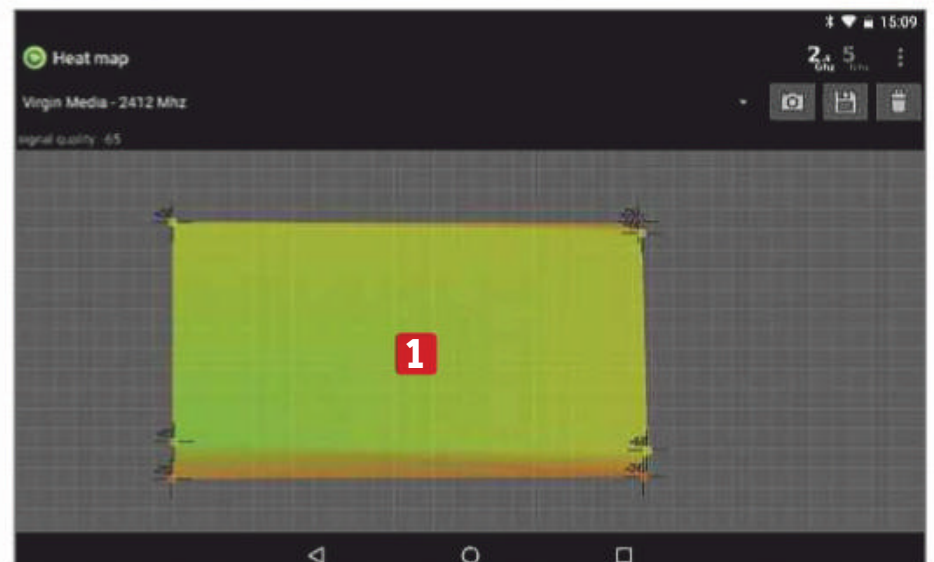 15:09
Heat map
2.4 Ghz 5 Ghz
Virgin Media - 2412 Mhz
signal quality -65
1